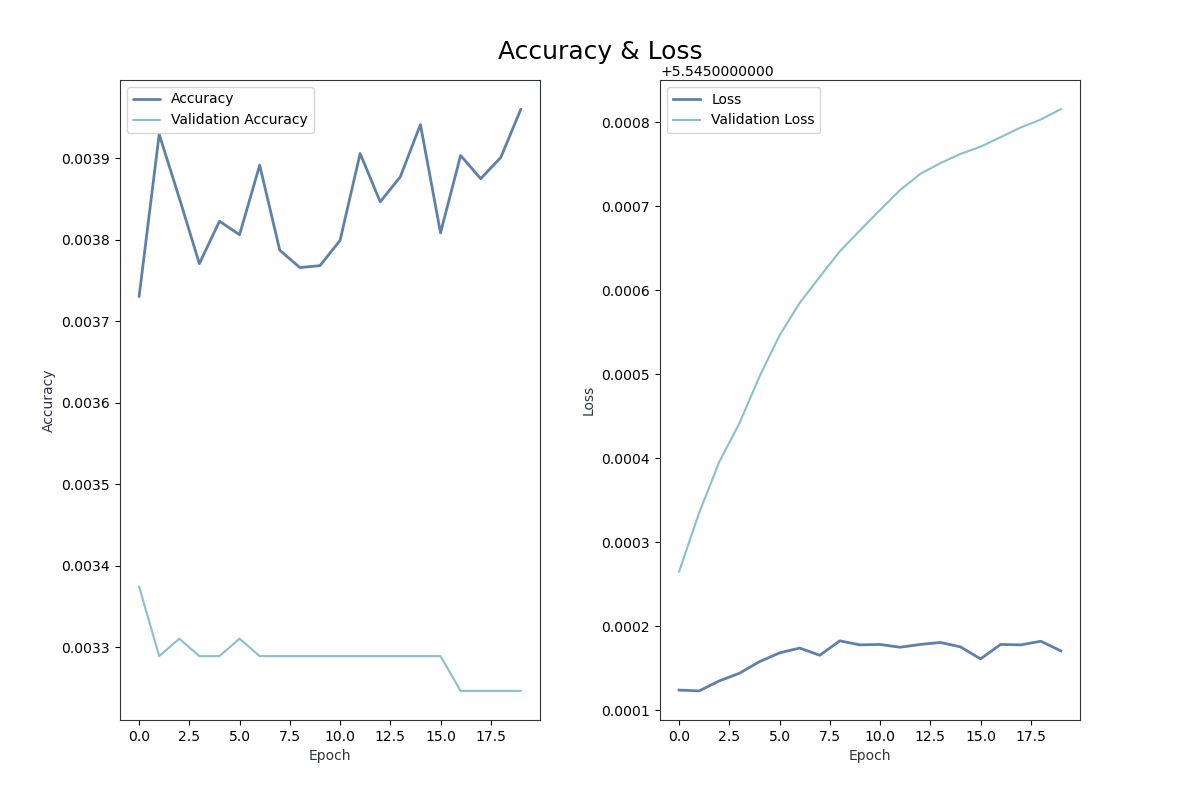 Accuracy & Loss
Accuracy
Validation Accuracy
0.0039
0.0038
0.0037
0.0036
0.0035
0.0034
0.0033
Accuracy
0.0 2.5 5.0 7.5 10.0 12.5 15.0 17.5
Epoch
+5.5450000000
Loss
Validation Loss
0.0008
0.0007
0.0006
0.0005
0.0004
0.0003
0.0002
0.0001
Loss
0.0 2.5 5.0 7.5 10.0 12.5 15.0 17.5
Epoch